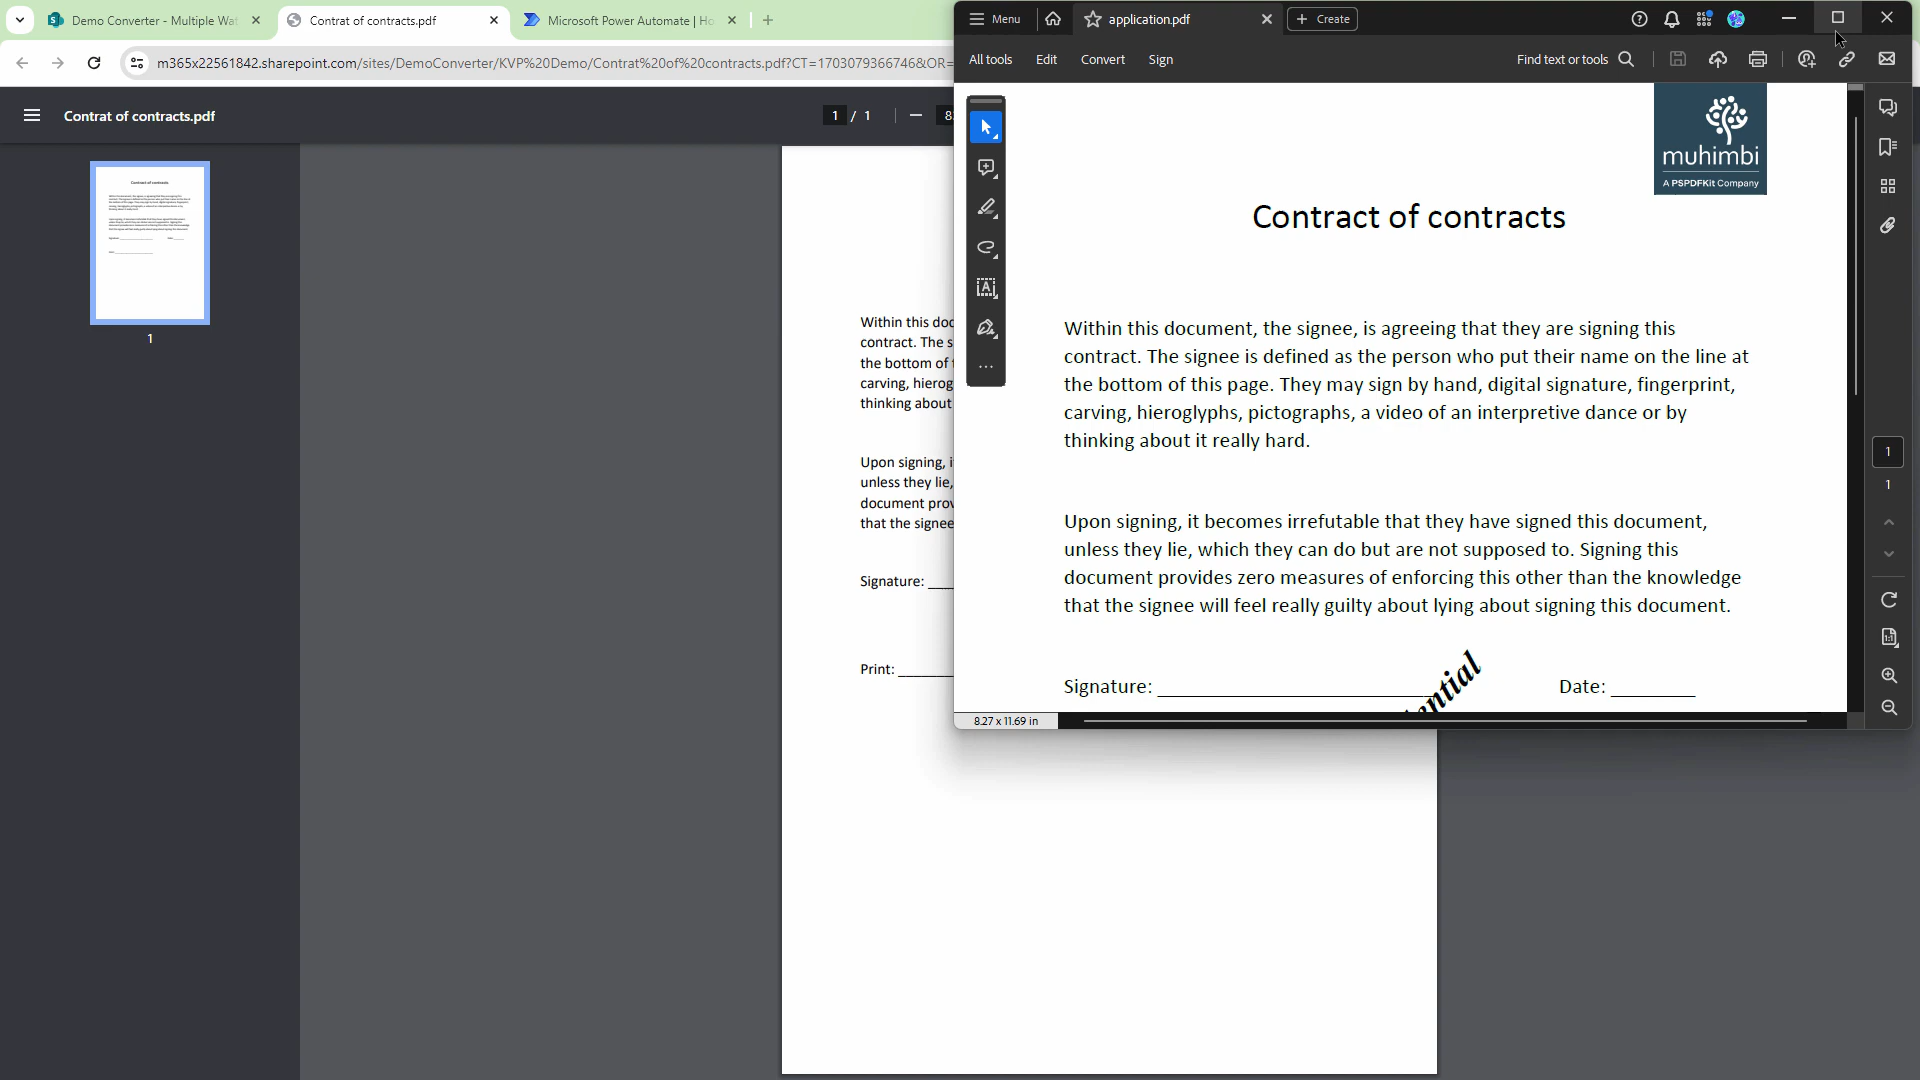 Demo Converter - Multiple Wat
Contrat of contracts.pdf
Microsoft Power Automate | Ho
m365x22561842.sharepoint.com/sites/DemoConverter/KVP%20Demo/Contrat%20of%20contracts.pdf?CT=1703079366746&OR=
Contrat of contracts.pdf
1 / 1
8
1
Within this doc
contract. The s
the bottom of
carving, hierog
thinking about
Upon signing, i
unless they lie,
document prov
that the signee
Signature: ___
Print: _______
Menu
application.pdf
Create
All tools
Edit
Convert
Sign
Find text or tools
muhimbi
A PSPDFKit Company
Contract of contracts
Within this document, the signee, is agreeing that they are signing this
contract. The signee is defined as the person who put their name on the line at
the bottom of this page. They may sign by hand, digital signature, fingerprint,
carving, hieroglyphs, pictographs, a video of an interpretive dance or by
thinking about it really hard.
Upon signing, it becomes irrefutable that they have signed this document,
unless they lie, which they can do but are not supposed to. Signing this
document provides zero measures of enforcing this other than the knowledge
that the signee will feel really guilty about lying about signing this document.
Signature: __________________________ Date: ________
ential
8.27 x 11.69 in
1
1